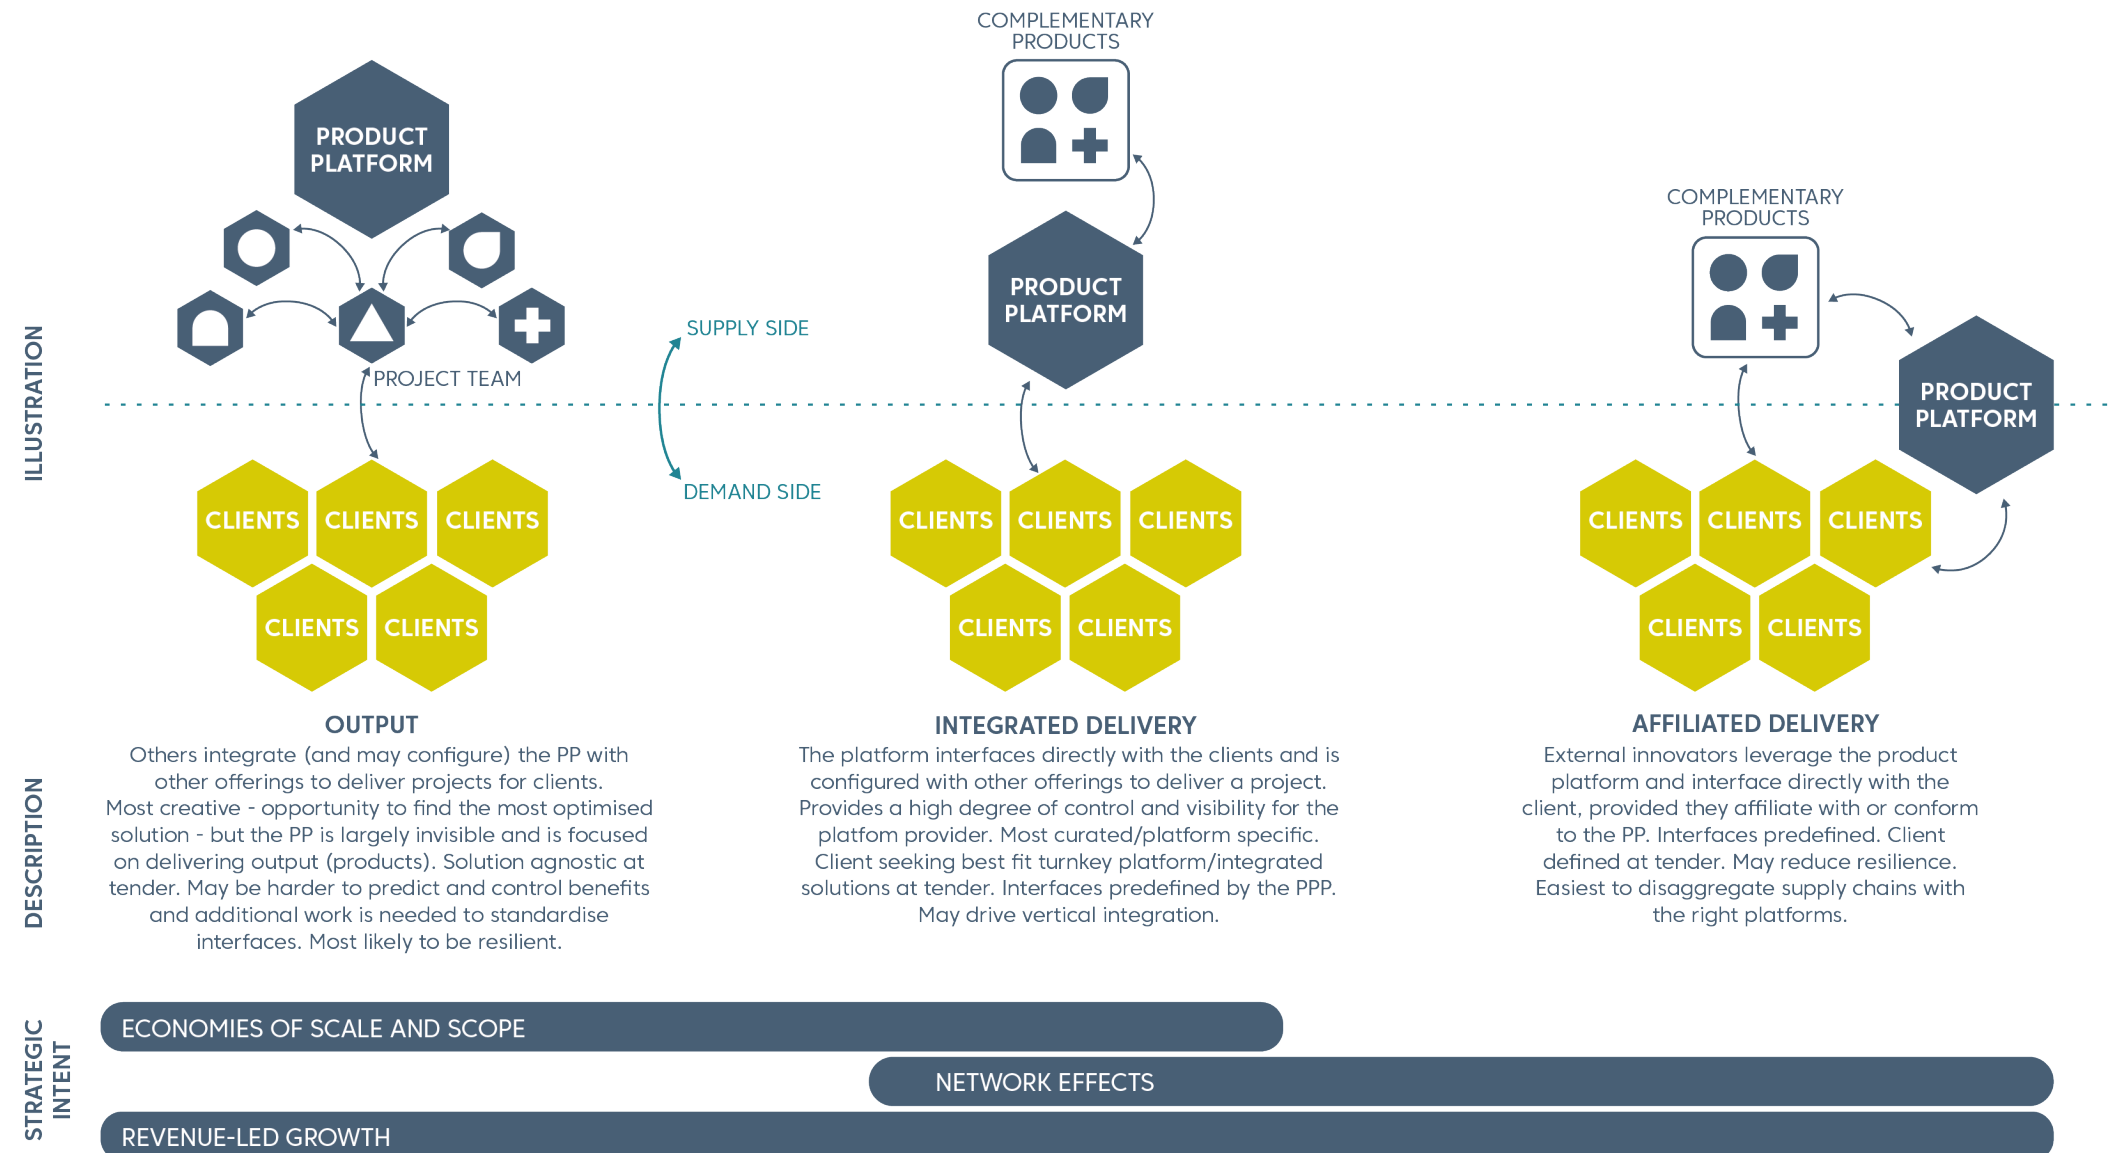 COMPLEMENTARY
PRODUCTS
PRODUCT
PLATFORM
PROJECT TEAM
PRODUCT
PLATFORM
COMPLEMENTARY
PRODUCTS
PRODUCT
PLATFORM
SUPPLY SIDE
DEMAND SIDE
ILLUSTRATION
CLIENTS CLIENTS CLIENTS
CLIENTS CLIENTS
CLIENTS CLIENTS CLIENTS
CLIENTS CLIENTS
CLIENTS CLIENTS CLIENTS
CLIENTS CLIENTS
DESCRIPTION
OUTPUT
Others integrate (and may configure) the PP with
other offerings to deliver projects for clients.
Most creative - opportunity to find the most optimised
solution - but the PP is largely invisible and is focused
on delivering output (products). Solution agnostic at
tender. May be harder to predict and control benefits
and additional work is needed to standardise
interfaces. Most likely to be resilient.
INTEGRATED DELIVERY
The platform interfaces directly with the clients and is
configured with other offerings to deliver a project.
Provides a high degree of control and visibility for the
platfom provider. Most curated/platform specific.
Client seeking best fit turnkey platform/integrated
solutions at tender. Interfaces predefined by the PPP.
May drive vertical integration.
AFFILIATED DELIVERY
External innovators leverage the product
platform and interface directly with the
client, provided they affiliate with or conform
to the PP. Interfaces predefined. Client
defined at tender. May reduce resilience.
Easiest to disaggregate supply chains with
the right platforms.
STRATEGIC
INTENT
ECONOMIES OF SCALE AND SCOPE
NETWORK EFFECTS
REVENUE-LED GROWTH